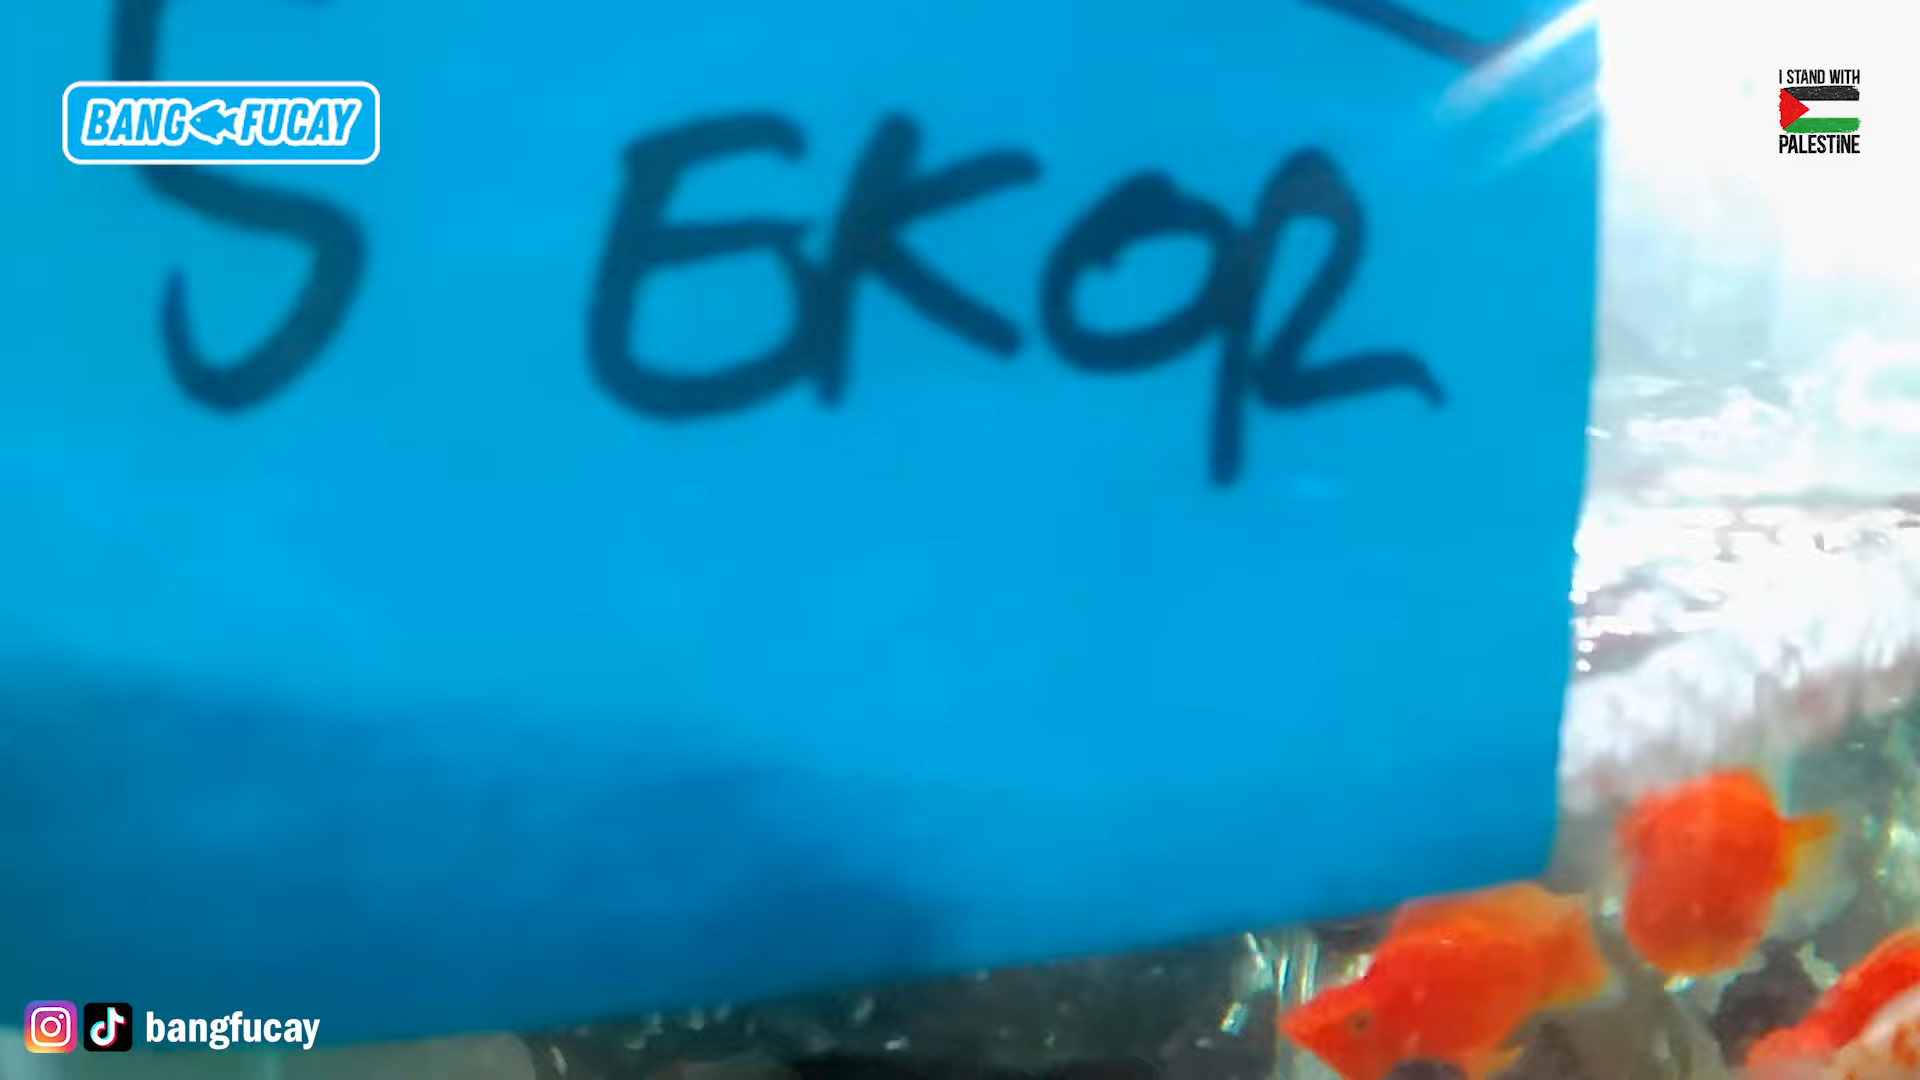 BANG FUCAY
I STAND WITH
PALESTINE
5 EKOR
bangfucay